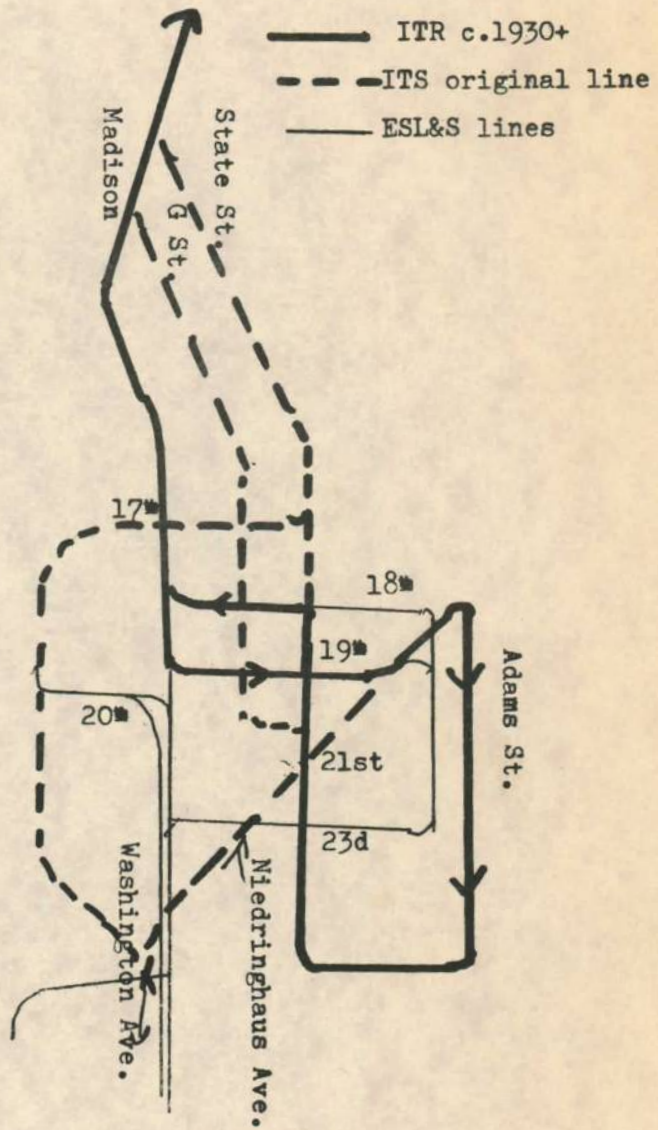 ITR c.1930+
ITS original line
ESL&S lines
State St.
G St.
Madison
17th
18th
19th
Adams St.
20th
21st
23d
Niedringhaus Ave.
Washington Ave.